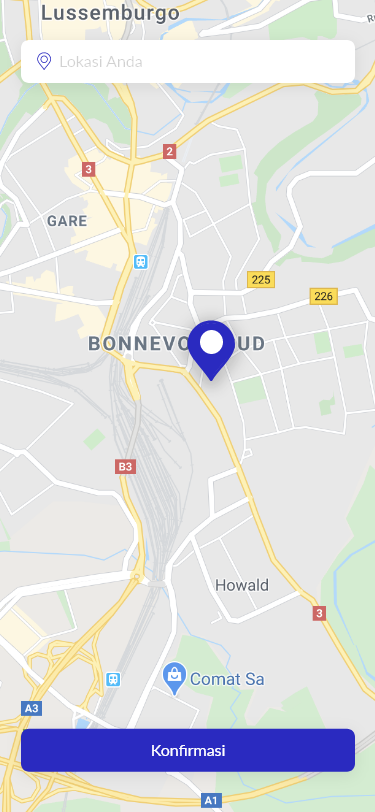 Lussemburgo
Lokasi Anda
2
3
GARE
225
226
BONNEVO UD
B3
Howald
3
Comat Sa
A3
Konfirmasi
A1